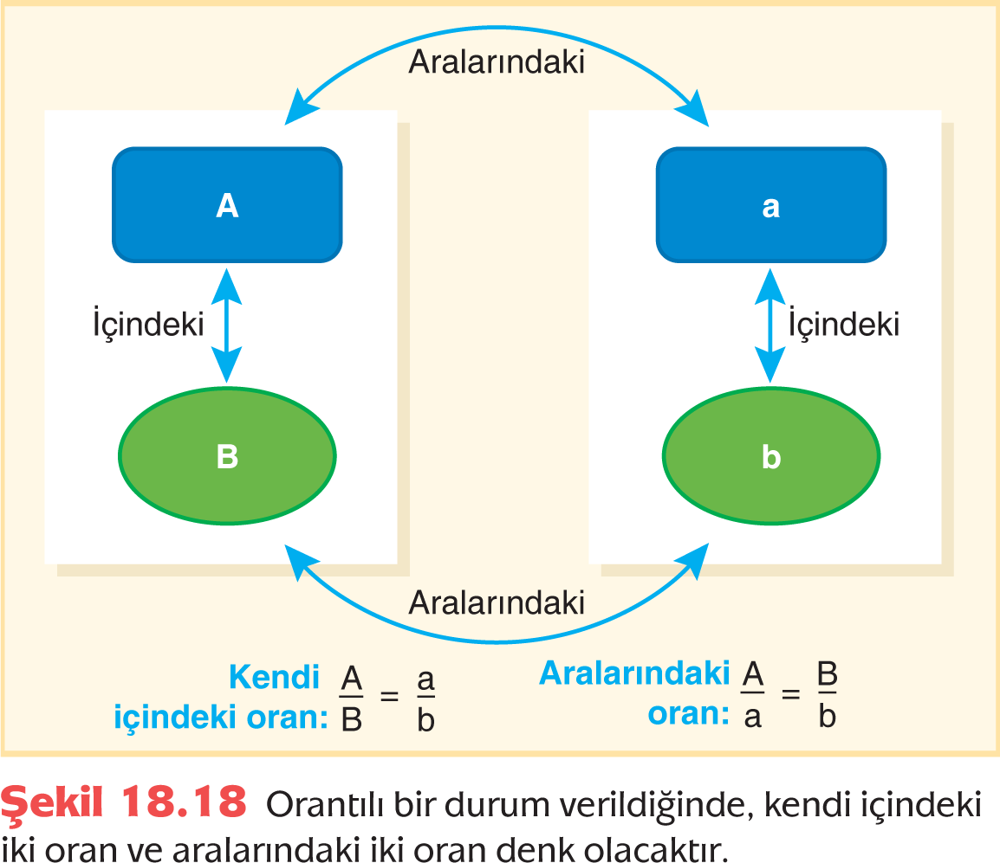 Aralarındaki
A
a
İçindeki
İçindeki
B
b
Aralarındaki
Kendi
içindeki oran: A/B = a/b
Aralarındaki
oran: A/a = B/b
Şekil 18.18 Orantılı bir durum verildiğinde, kendi içindeki
iki oran ve aralarındaki iki oran denk olacaktır.